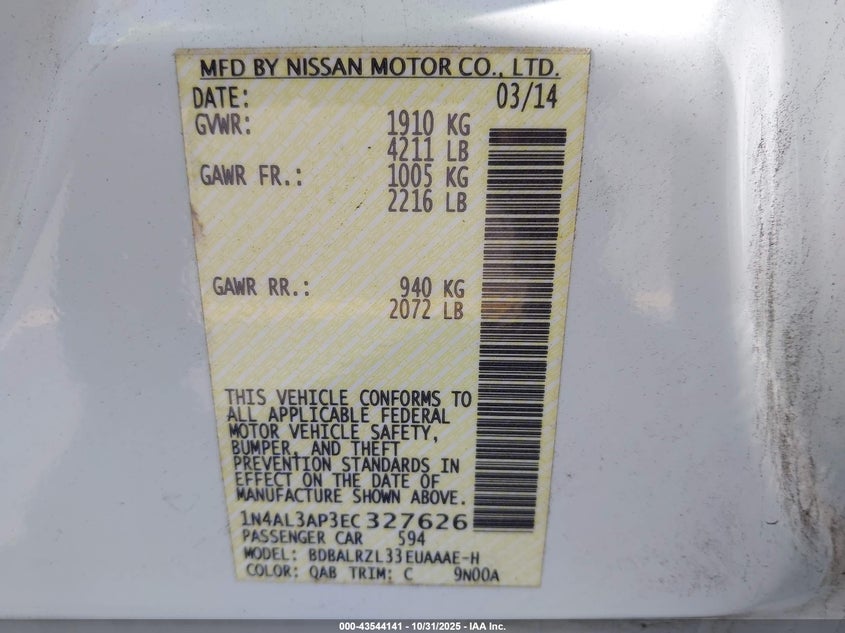 MFD BY NISSAN MOTOR CO., LTD.
DATE: 03/14
GVWR: 1910 KG
4211 LB
GAWR FR.: 1005 KG
2216 LB
GAWR RR.: 940 KG
2072 LB
THIS VEHICLE CONFORMS TO
ALL APPLICABLE FEDERAL
MOTOR VEHICLE SAFETY,
BUMPER, AND THEFT
PREVENTION STANDARDS IN
EFFECT ON THE DATE OF
MANUFACTURE SHOWN ABOVE.
1N4AL3AP3EC327626
PASSENGER CAR 594
MODEL: BDBALRZL33EUAAAE-H
COLOR: QAB TRIM: C 9N00A
000-43544141 - 10/31/2025 - IAA Inc.